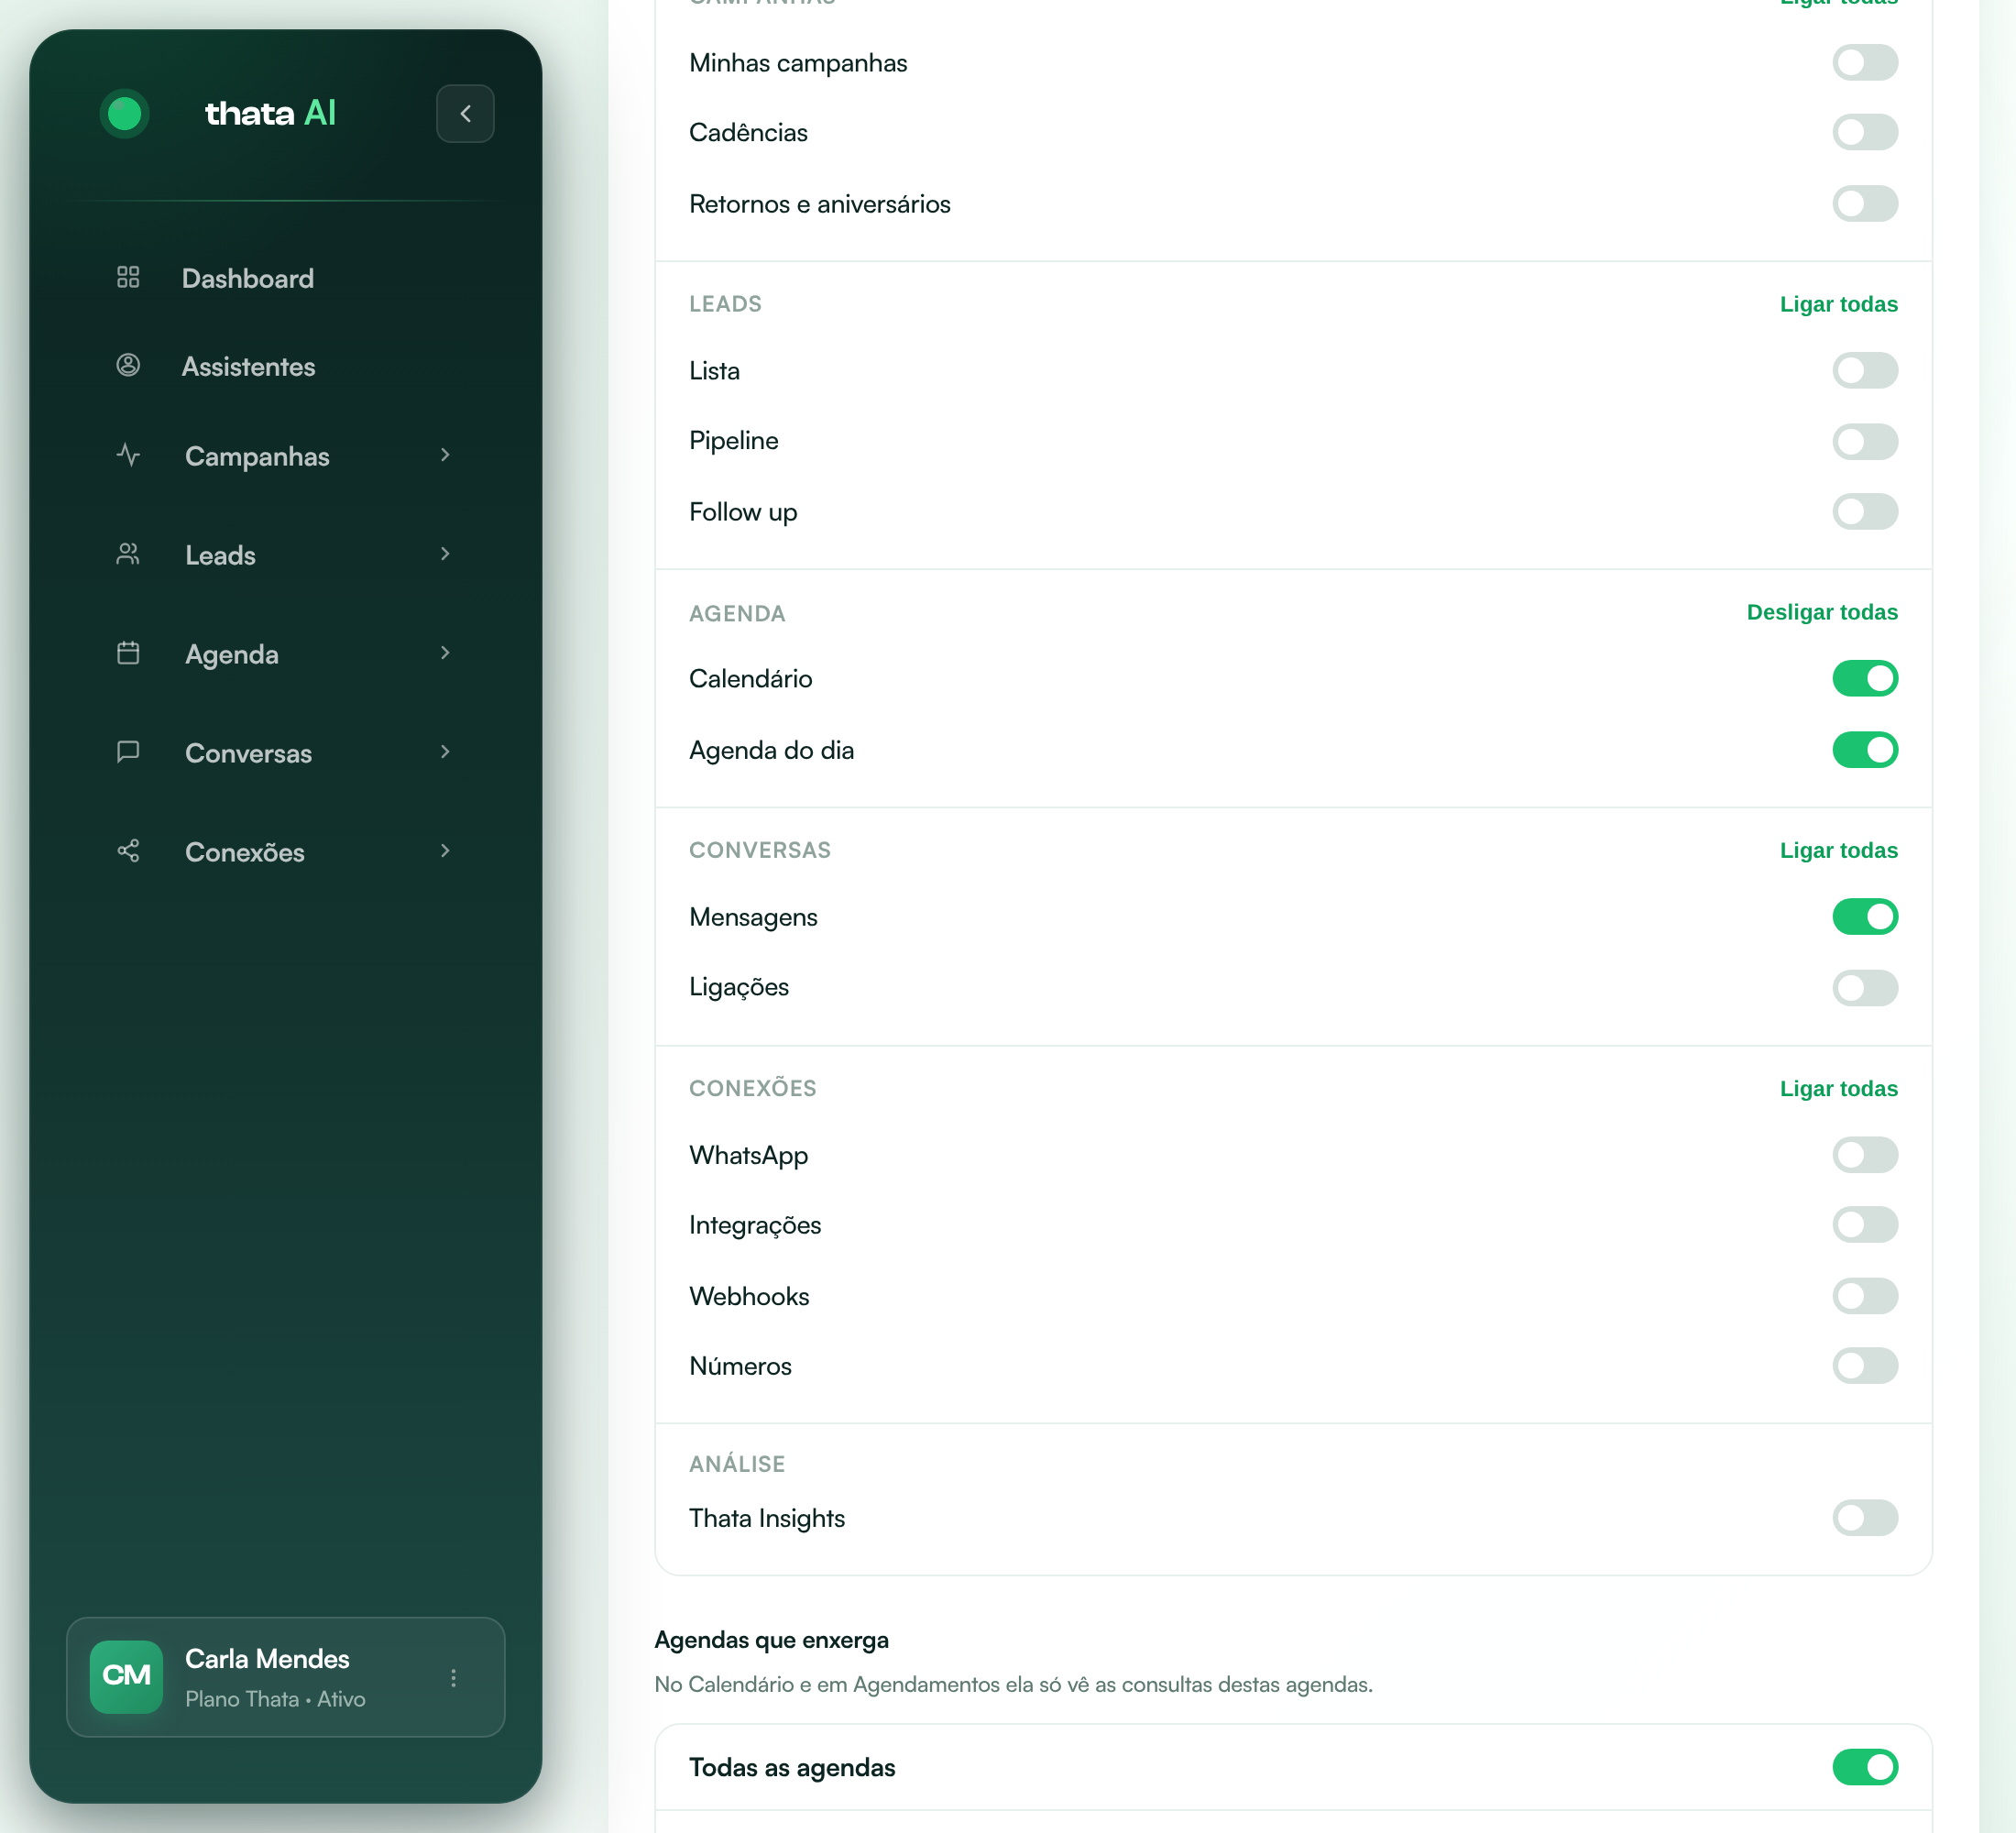 thata AI
Dashboard
Assistentes
Campanhas
Leads
Agenda
Conversas
Conexões
CM
Carla Mendes
Plano Thata • Ativo
CAMPANHAS
Ligar todas
Minhas campanhas
Cadências
Retornos e aniversários
LEADS
Ligar todas
Lista
Pipeline
Follow up
AGENDA
Desligar todas
Calendário
Agenda do dia
CONVERSAS
Ligar todas
Mensagens
Ligações
CONEXÕES
Ligar todas
WhatsApp
Integrações
Webhooks
Números
ANÁLISE
Thata Insights
Agendas que enxerga
No Calendário e em Agendamentos ela só vê as consultas destas agendas.
Todas as agendas